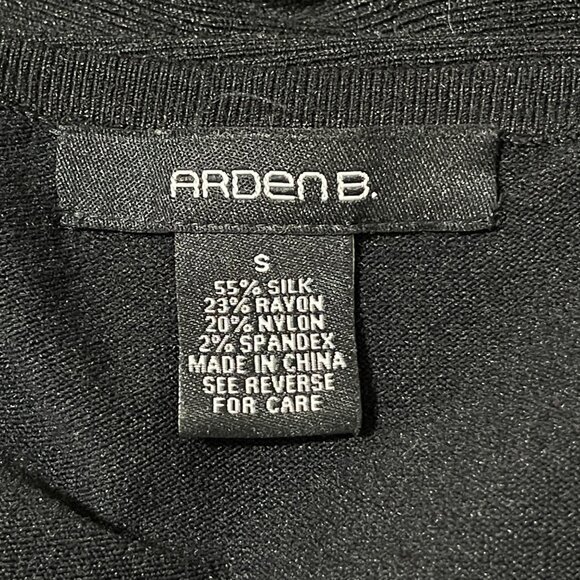 ARDEN B.
S
55% SILK
23% RAYON
20% NYLON
2% SPANDEX
MADE IN CHINA
SEE REVERSE
FOR CARE